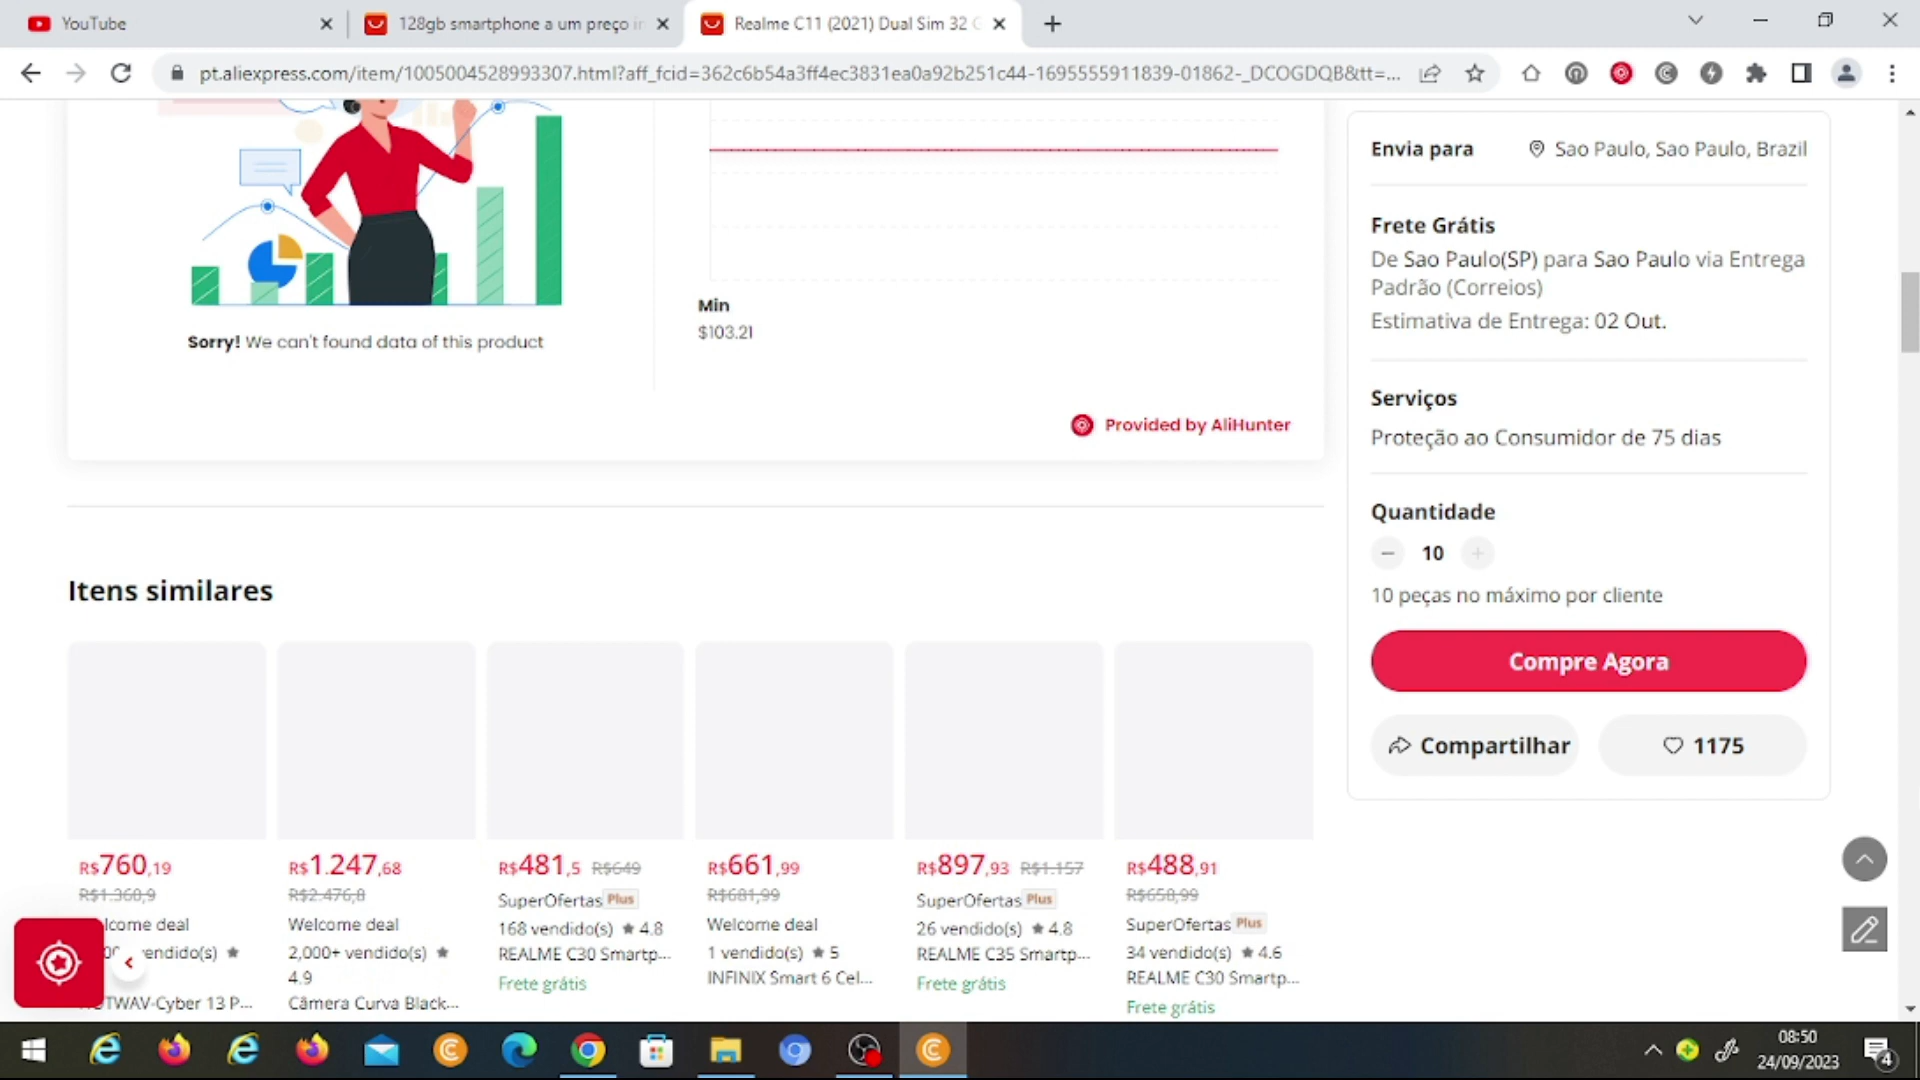 YouTube
128gb smartphone a um preço in
Realme C11 (2021) Dual Sim 32 G
pt.aliexpress.com/item/1005004528993307.html?aff_fcid=362c6b54a3ff4ec3831ea0a92b251c44-1695555911839-01862-_DCOGDQB&tt=...
Sorry! We can't found data of this product
Min
$103.21
Provided by AliHunter
Envia para
Sao Paulo, Sao Paulo, Brazil
Frete Grátis
De Sao Paulo(SP) para Sao Paulo via Entrega
Padrão (Correios)
Estimativa de Entrega: 02 Out.
Serviços
Proteção ao Consumidor de 75 dias
Quantidade
− 10 +
10 peças no máximo por cliente
Compre Agora
Compartilhar
1175
Itens similares
R$760,19
R$1.360,9
lcome deal
endido(s)
TWAV-Cyber 13 P...
R$1.247,68
R$2.476,8
Welcome deal
2,000+ vendido(s)
4.9
Câmera Curva Black...
R$481,5 R$649
SuperOfertas Plus
168 vendido(s) ★ 4.8
REALME C30 Smartp...
Frete grátis
R$661,99
R$681,99
Welcome deal
1 vendido(s) ★ 5
INFINIX Smart 6 Cel...
R$897,93 R$1.157
SuperOfertas Plus
26 vendido(s) ★ 4.8
REALME C35 Smartp...
Frete grátis
R$488,91
R$658,99
SuperOfertas Plus
34 vendido(s) ★ 4.6
REALME C30 Smartp...
Frete grátis
08:50
24/09/2023
4